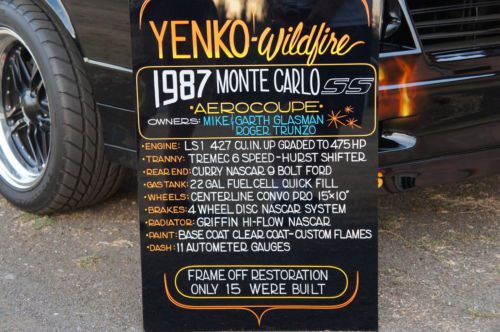 YENKO-Wildfire
1987 MONTE CARLO SS
·AEROCOUPE·
OWNERS: MIKE & GARTH GLASMAN
ROGER TRUNZO
·ENGINE: LS1 427 CU.IN. UP GRADED TO 475 HP
·TRANNY: TREMEC 6 SPEED - HURST SHIFTER
·REAR END: CURRY NASCAR 9 BOLT FORD
·GAS TANK: 22 GAL FUEL CELL QUICK FILL
·WHEELS: CENTERLINE CONVO PRO 15"x10"
·BRAKES: 4 WHEEL DISC NASCAR SYSTEM
·RADIATOR: GRIFFIN HI-FLOW NASCAR
·PAINT: BASE COAT CLEAR COAT-CUSTOM FLAMES
·DASH: 11 AUTOMETER GAUGES
FRAME OFF RESTORATION
ONLY 15 WERE BUILT